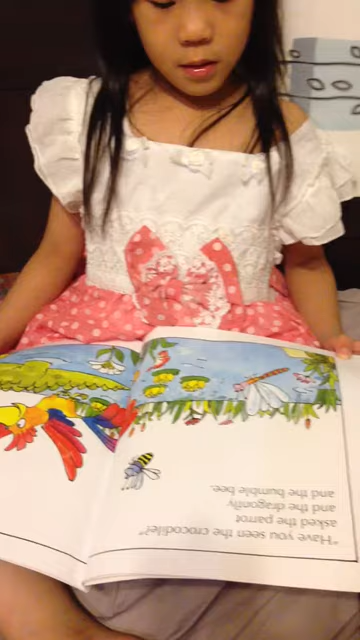 "Have you seen the crocodile?"
asked the parrot
and the dragonfly
and the bumble bee.